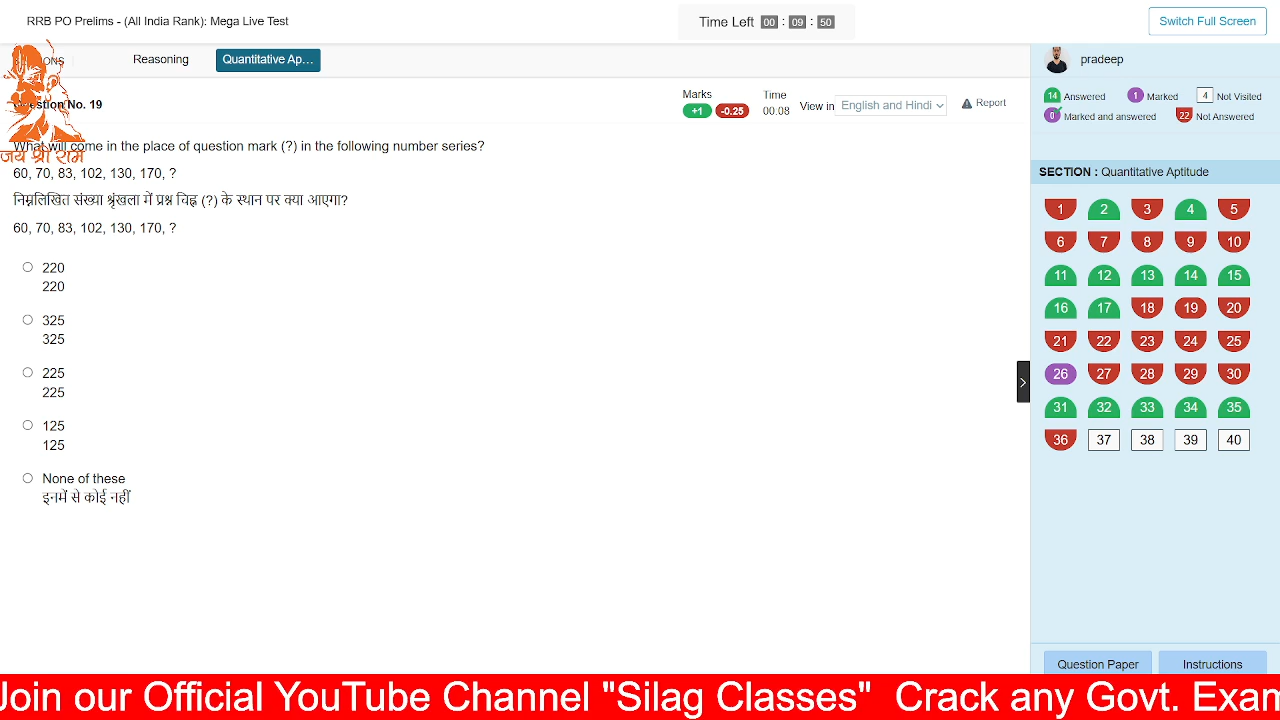 RRB PO Prelims - (All India Rank): Mega Live Test
Time Left 00 : 09 : 50
Switch Full Screen
Reasoning
Quantitative Ap...
pradeep
14 Answered
1 Marked
4 Not Visited
0 Marked and answered
22 Not Answered
Question No. 19
Marks
+1 -0.25
Time
00:08
View in English and Hindi
Report
जय श्री राम
What will come in the place of question mark (?) in the following number series?
60, 70, 83, 102, 130, 170, ?
निम्नलिखित संख्या श्रृंखला में प्रश्न चिह्न (?) के स्थान पर क्या आएगा?
60, 70, 83, 102, 130, 170, ?
220
220
325
325
225
225
125
125
None of these
इनमें से कोई नहीं
SECTION : Quantitative Aptitude
1 2 3 4 5
6 7 8 9 10
11 12 13 14 15
16 17 18 19 20
21 22 23 24 25
26 27 28 29 30
31 32 33 34 35
36 37 38 39 40
Question Paper
Instructions
Join our Official YouTube Channel "Silag Classes" Crack any Govt. Exam